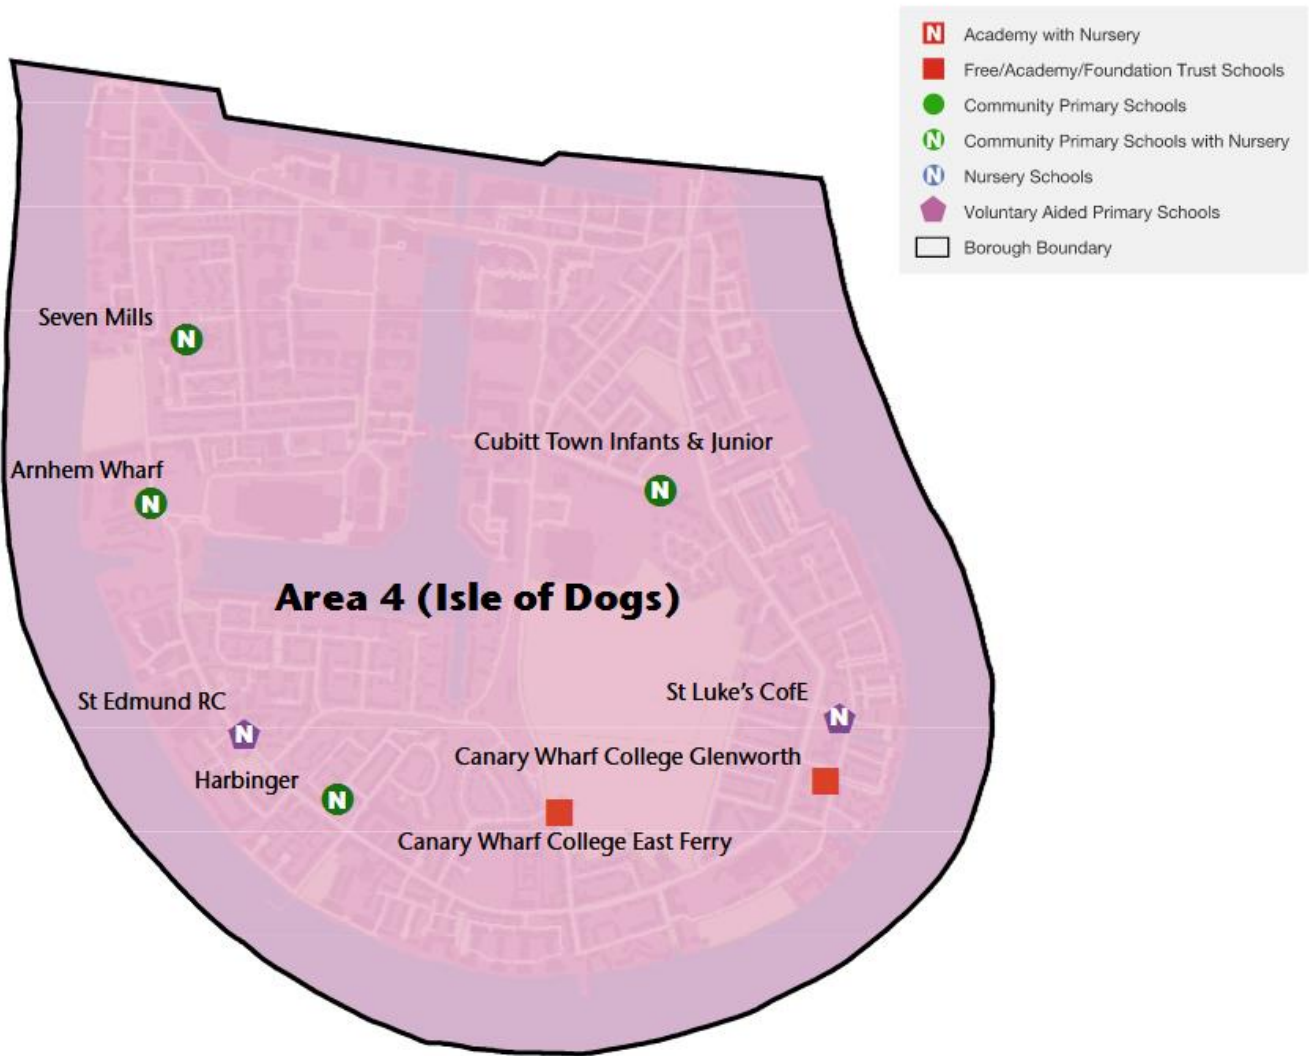 N Academy with Nursery
Free/Academy/Foundation Trust Schools
Community Primary Schools
N Community Primary Schools with Nursery
N Nursery Schools
Voluntary Aided Primary Schools
Borough Boundary
Seven Mills
N
Cubitt Town Infants & Junior
N
Arnhem Wharf
N
Area 4 (Isle of Dogs)
St Luke's CofE
N
St Edmund RC
N
Canary Wharf College Glenworth
Harbinger
N
Canary Wharf College East Ferry